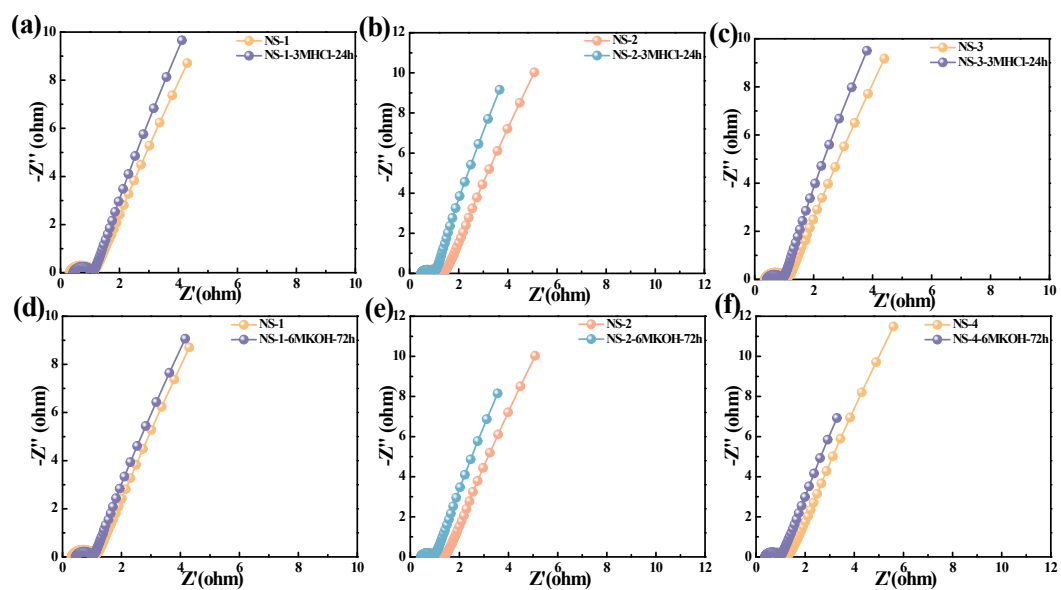 (a)
NS-1
NS-1-3MHCl-24h
10
8
6
4
2
0
-Z'' (ohm)
0 2 4 6 8 10
Z'(ohm)
(b)
NS-2
NS-2-3MHCl-24h
12
10
8
6
4
2
0
-Z'' (ohm)
0 2 4 6 8 10 12
Z'(ohm)
(c)
NS-3
NS-3-3MHCl-24h
10
8
6
4
2
0
-Z'' (ohm)
0 2 4 6 8 10
Z'(ohm)
(d)
NS-1
NS-1-6MKOH-72h
10
8
6
4
2
0
-Z'' (ohm)
0 2 4 6 8 10
Z'(ohm)
(e)
NS-2
NS-2-6MKOH-72h
12
10
8
6
4
2
0
-Z'' (ohm)
0 2 4 6 8 10 12
Z'(ohm)
(f)
NS-4
NS-4-6MKOH-72h
12
10
8
6
4
2
0
-Z'' (ohm)
0 2 4 6 8 10 12
Z'(ohm)